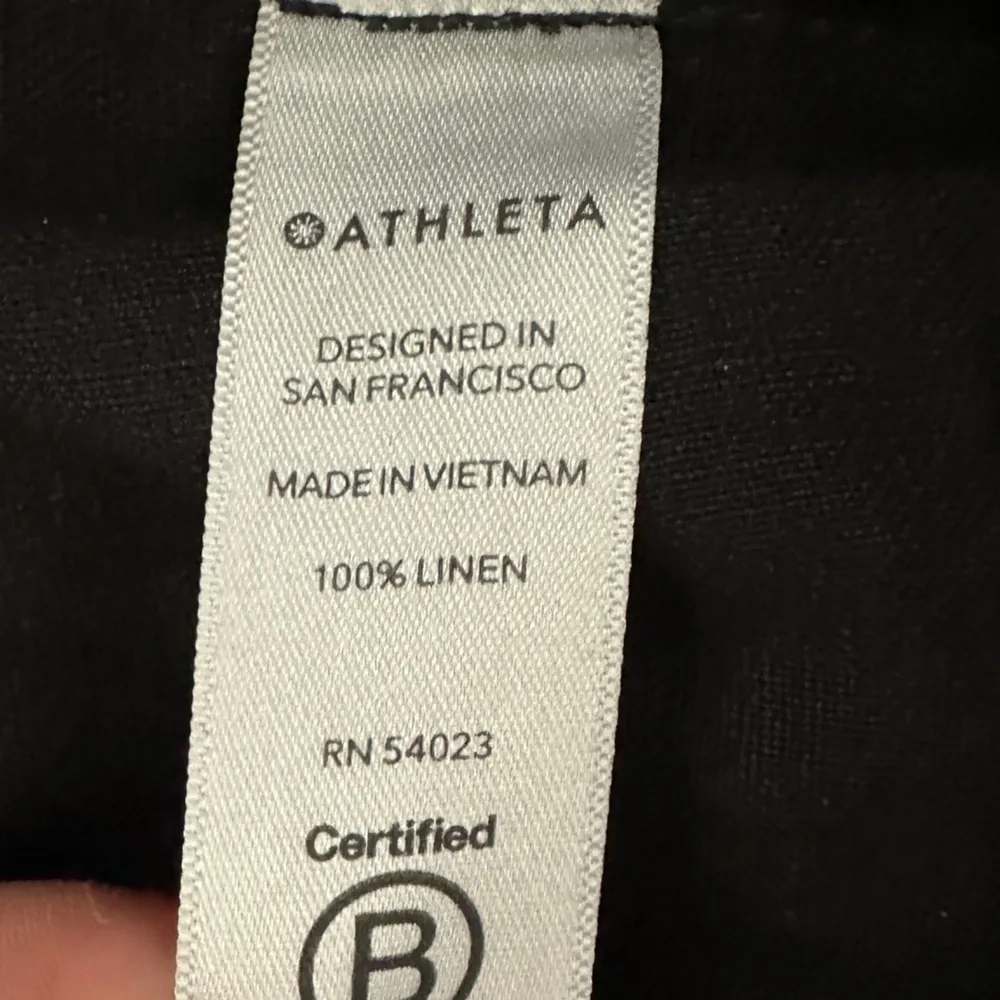 ATHLETA
DESIGNED IN
SAN FRANCISCO
MADE IN VIETNAM
100% LINEN
RN 54023
Certified
B